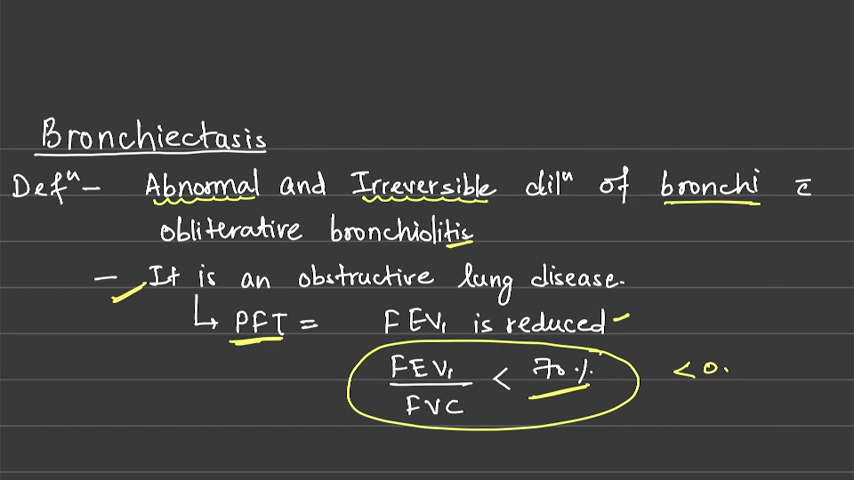 Bronchiectasis
Defⁿ - Abnormal and Irreversible dilⁿ of bronchi c̄
obliterative bronchiolitis
- It is an obstructive lung disease.
↳ PFT = FEV₁ is reduced
FEV₁/FVC < 70% < 0.